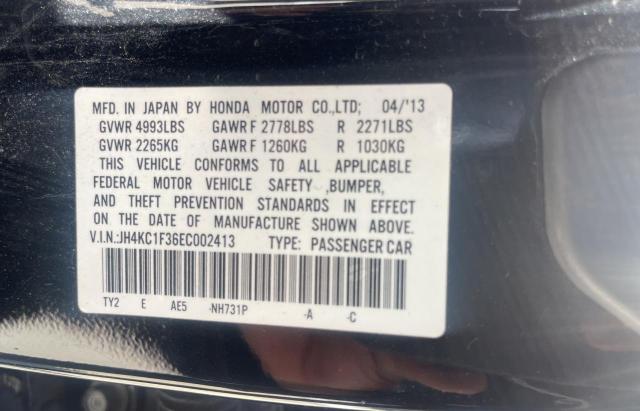 MFD. IN JAPAN BY HONDA MOTOR CO.,LTD; 04/'13
GVWR 4993LBS GAWR F 2778LBS R 2271LBS
GVWR 2265KG GAWR F 1260KG R 1030KG
THIS VEHICLE CONFORMS TO ALL APPLICABLE
FEDERAL MOTOR VEHICLE SAFETY ,BUMPER,
AND THEFT PREVENTION STANDARDS IN EFFECT
ON THE DATE OF MANUFACTURE SHOWN ABOVE.
V.I.N.:JH4KC1F36EC002413 TYPE: PASSENGER CAR
TY2 E AE5 -NH731P -A -C